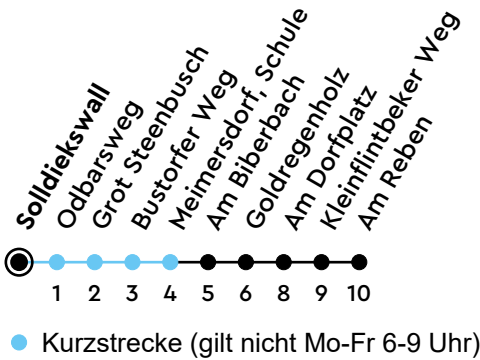 Solldiekswall
Odbarsweg
Grot Steenbusch
Bustorfer Weg
Meimersdorf, Schule
Am Biberbach
Goldregenholz
Am Dorfplatz
Kleinflintbeker Weg
Am Reben
1 2 3 4 5 6 8 9 10
Kurzstrecke (gilt nicht Mo-Fr 6-9 Uhr)